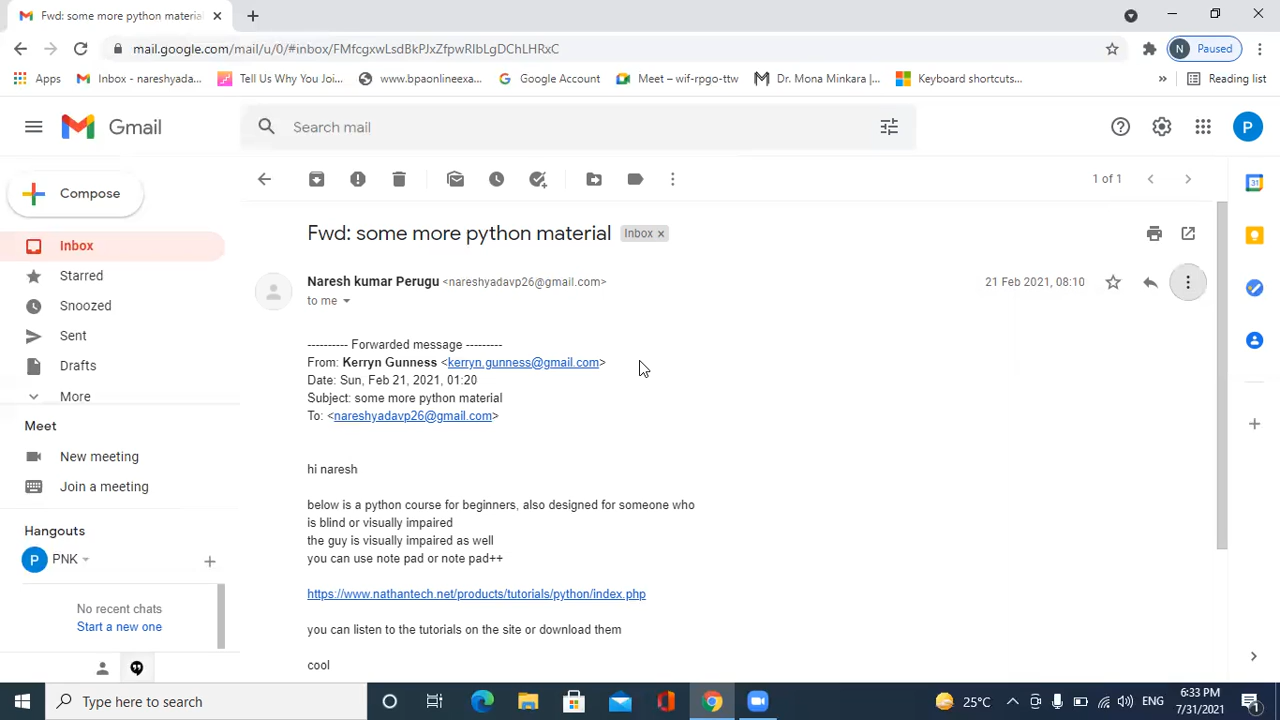 Fwd: some more python materia
mail.google.com/mail/u/0/#inbox/FMfcgxwLsdBkPJxZfpwRlbLgDChLHRxC
N Paused
Apps Inbox - nareshyada... Tell Us Why You Joi... www.bpaonlineexa... Google Account Meet – wif-rpgo-ttw Dr. Mona Minkara |... Keyboard shortcuts... » Reading list
Gmail Search mail P
Compose 1 of 1
Fwd: some more python material Inbox x
Inbox
Starred
Snoozed
Sent
Drafts
More
Meet
New meeting
Join a meeting
Hangouts
P PNK
No recent chats
Start a new one
Naresh kumar Perugu <nareshyadavp26@gmail.com> 21 Feb 2021, 08:10
to me
---------- Forwarded message ---------
From: Kerryn Gunness <kerryn.gunness@gmail.com>
Date: Sun, Feb 21, 2021, 01:20
Subject: some more python material
To: <nareshyadavp26@gmail.com>
hi naresh
below is a python course for beginners, also designed for someone who
is blind or visually impaired
the guy is visually impaired as well
you can use note pad or note pad++
https://www.nathantech.net/products/tutorials/python/index.php
you can listen to the tutorials on the site or download them
cool
31
Type here to search
25°C ENG 6:33 PM
7/31/2021 1